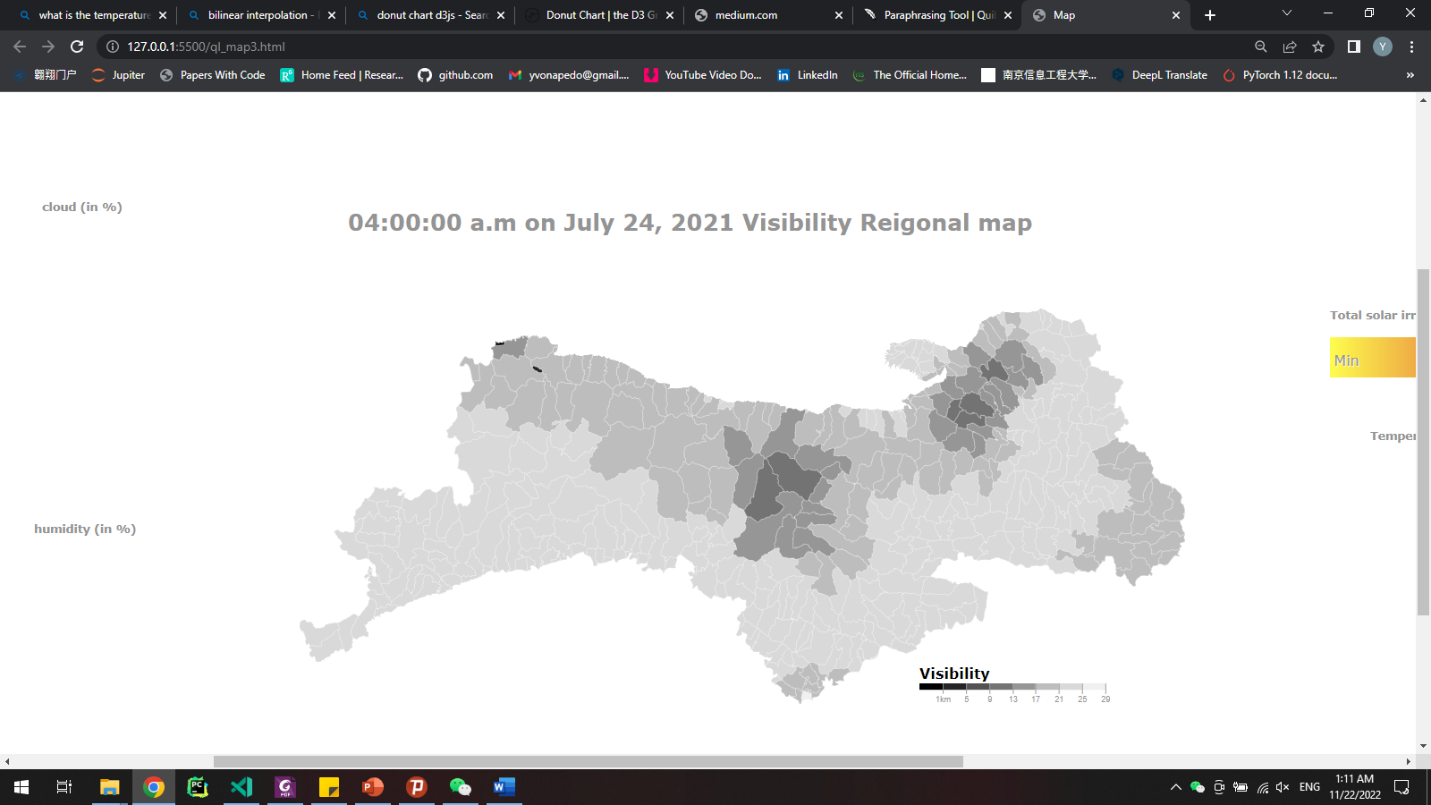 what is the temperature
bilinear interpolation -
donut chart d3js - Sear
Donut Chart | the D3 Gr
medium.com
Paraphrasing Tool | Quil
Map
127.0.0.1:5500/ql_map3.html
Y
翱翔门户
Jupiter
Papers With Code
Home Feed | Resear...
github.com
yvonapedo@gmail....
YouTube Video Do...
LinkedIn
The Official Home...
南京信息工程大学...
DeepL Translate
PyTorch 1.12 docu...
»
cloud (in %)
04:00:00 a.m on July 24, 2021 Visibility Reigonal map
Total solar irr
Min
Temper
humidity (in %)
Visibility
1km 5 9 13 17 21 25 29
ENG
1:11 AM
11/22/2022